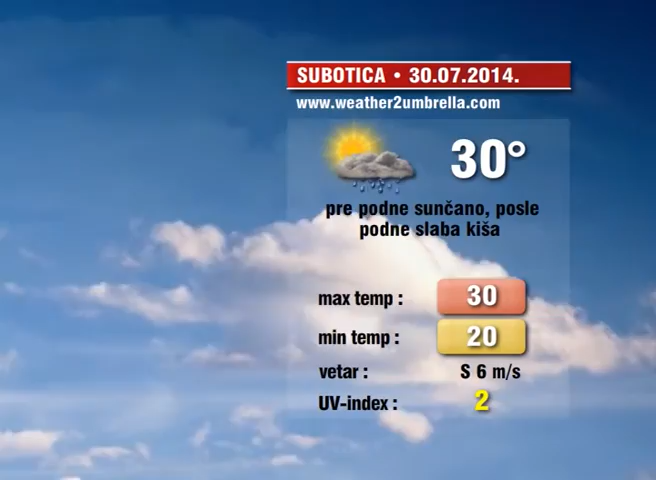 SUBOTICA • 30.07.2014.
www.weather2umbrella.com
30°
pre podne sunčano, posle
podne slaba kiša
max temp : 30
min temp : 20
vetar : S 6 m/s
UV-index : 2